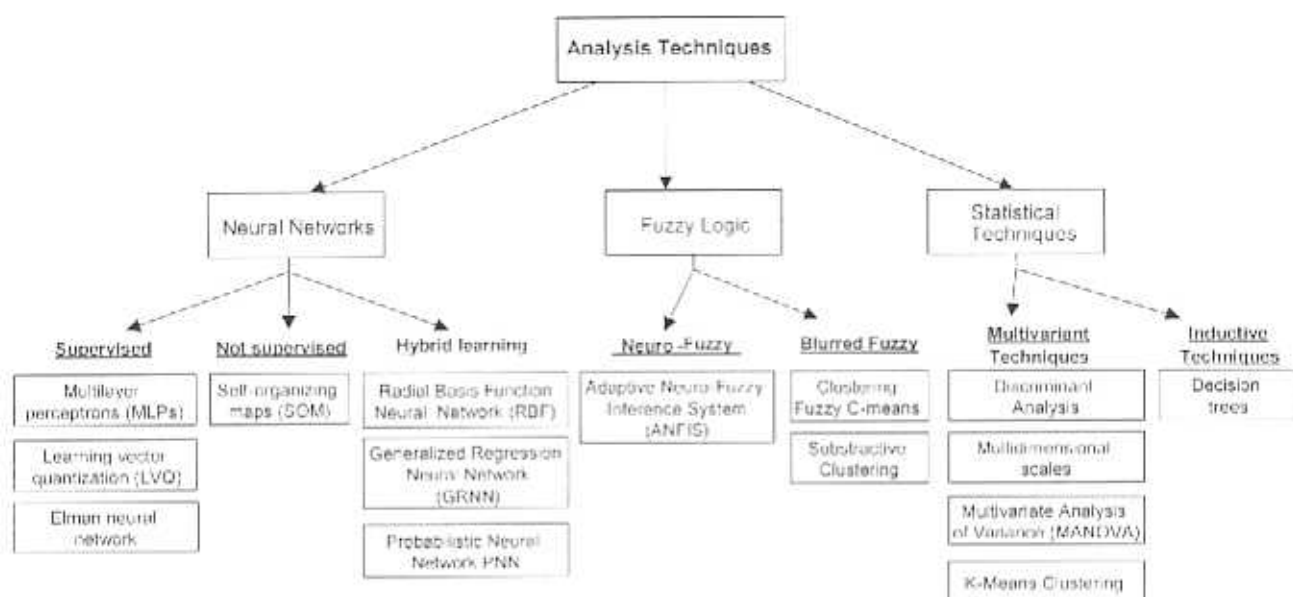 Analysis Techniques
Neural Networks
Fuzzy Logic
Statistical
Techniques
Supervised
Multilayer
perceptrons (MLPs)
Learning vector
quantization (LVQ)
Elman neural
network
Not supervised
Self-organizing
maps (SOM)
Hybrid learning
Radial Basis Function
Neural Network (RBF)
Generalized Regression
Neural Network
(GRNN)
Probabilistic Neural
Network PNN
Neuro-Fuzzy
Adaptive Neuro-Fuzzy
Inference System
(ANFIS)
Blurred Fuzzy
Clustering
Fuzzy C-means
Substractive
Clustering
Multivariant
Techniques
Discriminant
Analysis
Multidimensional
scales
Multivariate Analysis
of Variance (MANOVA)
K-Means Clustering
Inductive
Techniques
Decision
trees